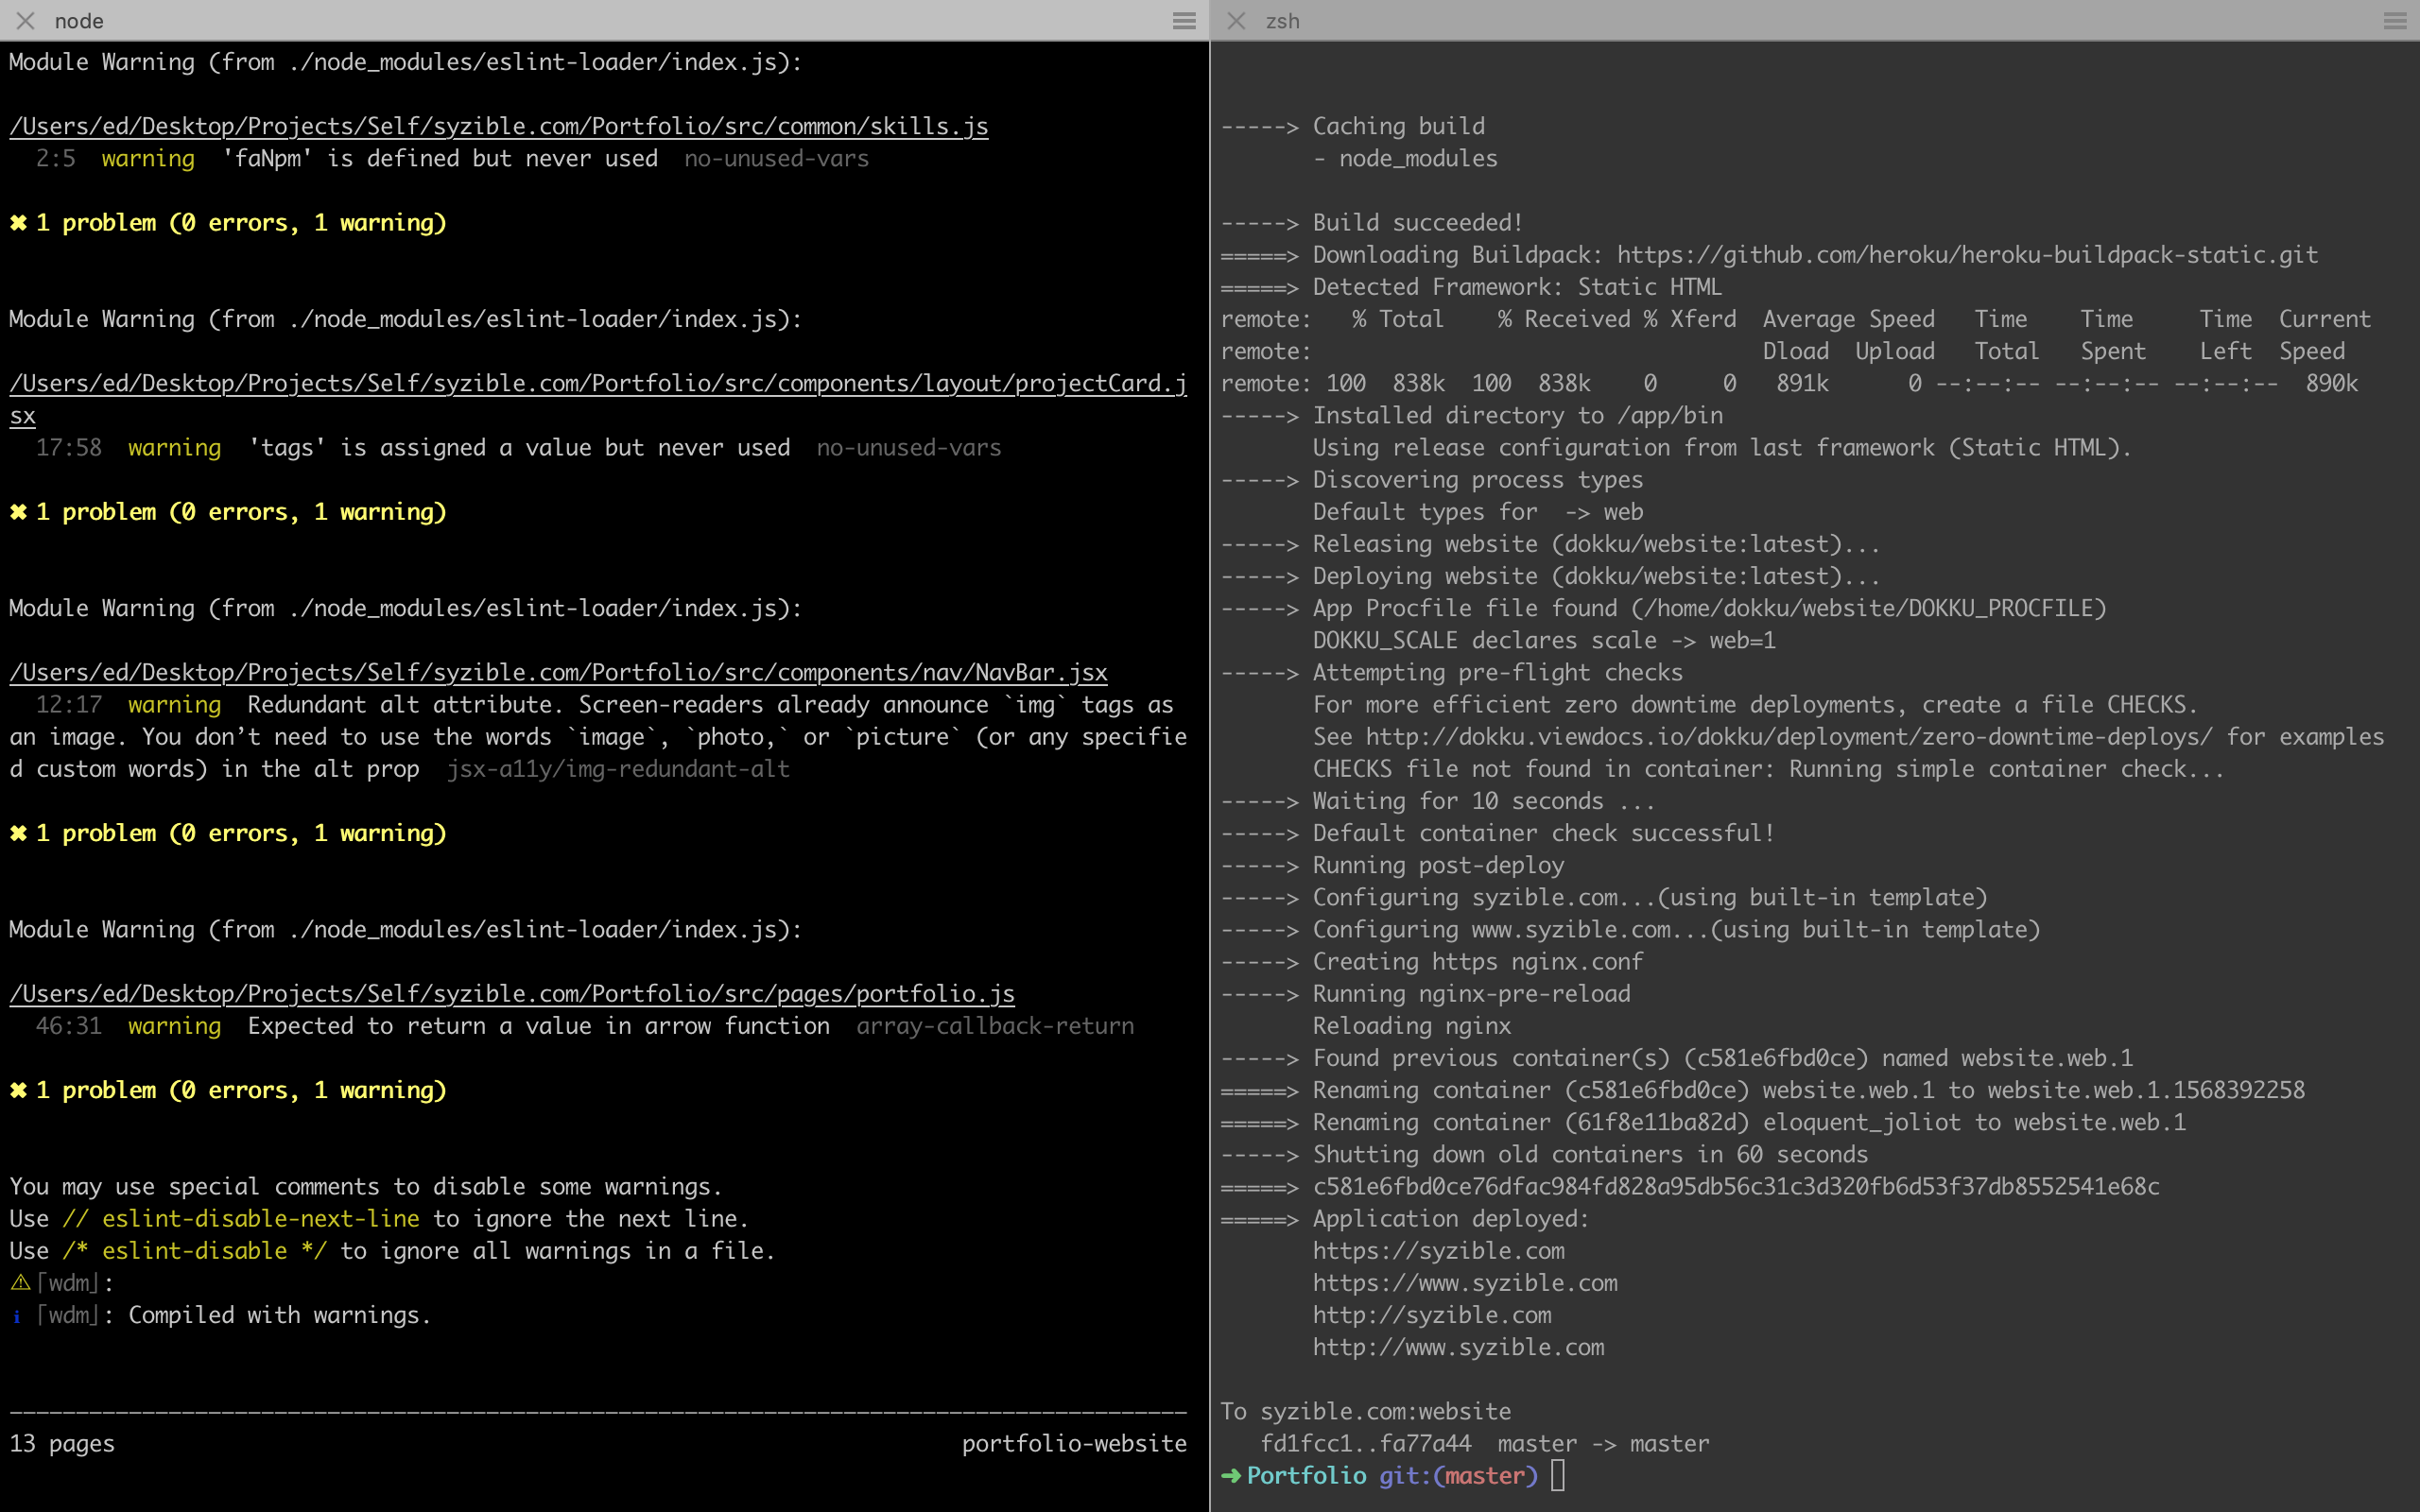 node
Module Warning (from ./node_modules/eslint-loader/index.js):
/Users/ed/Desktop/Projects/Self/syzible.com/Portfolio/src/common/skills.js
2:5  warning  'faNpm' is defined but never used  no-unused-vars
✖ 1 problem (0 errors, 1 warning)
Module Warning (from ./node_modules/eslint-loader/index.js):
/Users/ed/Desktop/Projects/Self/syzible.com/Portfolio/src/components/layout/projectCard.j
sx
17:58  warning  'tags' is assigned a value but never used  no-unused-vars
✖ 1 problem (0 errors, 1 warning)
Module Warning (from ./node_modules/eslint-loader/index.js):
/Users/ed/Desktop/Projects/Self/syzible.com/Portfolio/src/components/nav/NavBar.jsx
12:17  warning  Redundant alt attribute. Screen-readers already announce `img` tags as
an image. You don’t need to use the words `image`, `photo,` or `picture` (or any specifie
d custom words) in the alt prop  jsx-a11y/img-redundant-alt
✖ 1 problem (0 errors, 1 warning)
Module Warning (from ./node_modules/eslint-loader/index.js):
/Users/ed/Desktop/Projects/Self/syzible.com/Portfolio/src/pages/portfolio.js
46:31  warning  Expected to return a value in arrow function  array-callback-return
✖ 1 problem (0 errors, 1 warning)
You may use special comments to disable some warnings.
Use // eslint-disable-next-line to ignore the next line.
Use /* eslint-disable */ to ignore all warnings in a file.
⚠ ｢wdm｣:
ℹ ｢wdm｣: Compiled with warnings.
13 pages                                                                portfolio-website
zsh
-----> Caching build
       - node_modules
-----> Build succeeded!
=====> Downloading Buildpack: https://github.com/heroku/heroku-buildpack-static.git
=====> Detected Framework: Static HTML
remote:   % Total    % Received % Xferd  Average Speed   Time    Time     Time  Current
remote:                                  Dload  Upload   Total   Spent    Left  Speed
remote: 100  838k  100  838k    0     0   891k      0 --:--:-- --:--:-- --:--:--  890k
-----> Installed directory to /app/bin
       Using release configuration from last framework (Static HTML).
-----> Discovering process types
       Default types for  -> web
-----> Releasing website (dokku/website:latest)...
-----> Deploying website (dokku/website:latest)...
-----> App Procfile file found (/home/dokku/website/DOKKU_PROCFILE)
       DOKKU_SCALE declares scale -> web=1
-----> Attempting pre-flight checks
       For more efficient zero downtime deployments, create a file CHECKS.
       See http://dokku.viewdocs.io/dokku/deployment/zero-downtime-deploys/ for examples
       CHECKS file not found in container: Running simple container check...
-----> Waiting for 10 seconds ...
-----> Default container check successful!
-----> Running post-deploy
-----> Configuring syzible.com...(using built-in template)
-----> Configuring www.syzible.com...(using built-in template)
-----> Creating https nginx.conf
-----> Running nginx-pre-reload
       Reloading nginx
-----> Found previous container(s) (c581e6fbd0ce) named website.web.1
=====> Renaming container (c581e6fbd0ce) website.web.1 to website.web.1.1568392258
=====> Renaming container (61f8e11ba82d) eloquent_joliot to website.web.1
-----> Shutting down old containers in 60 seconds
=====> c581e6fbd0ce76dfac984fd828a95db56c31c3d320fb6d53f37db8552541e68c
=====> Application deployed:
       https://syzible.com
       https://www.syzible.com
       http://syzible.com
       http://www.syzible.com
To syzible.com:website
   fd1fcc1..fa77a44  master -> master
➜ Portfolio git:(master)